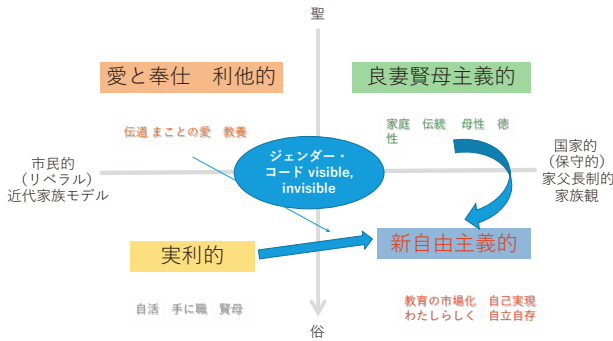 聖
愛と奉仕　利他的
良妻賢母主義的
伝道 まことの愛　教養
家庭　伝統　母性　徳
性
市民的
（リベラル）
近代家族モデル
ジェンダー・
コード visible,
invisible
国家的
（保守的）
家父長制的
家族観
実利的
新自由主義的
自活　手に職　賢母
教育の市場化　自己実現
わたしらしく　自立自存
俗